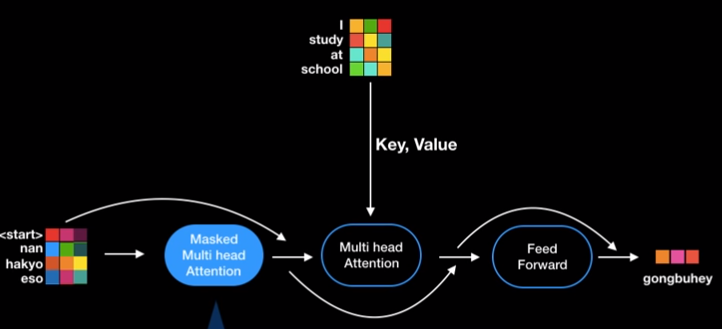 I
study
at
school
Key, Value
<start>
nan
hakyo
eso
Masked
Multi head
Attention
Multi head
Attention
Feed
Forward
gongbuhey